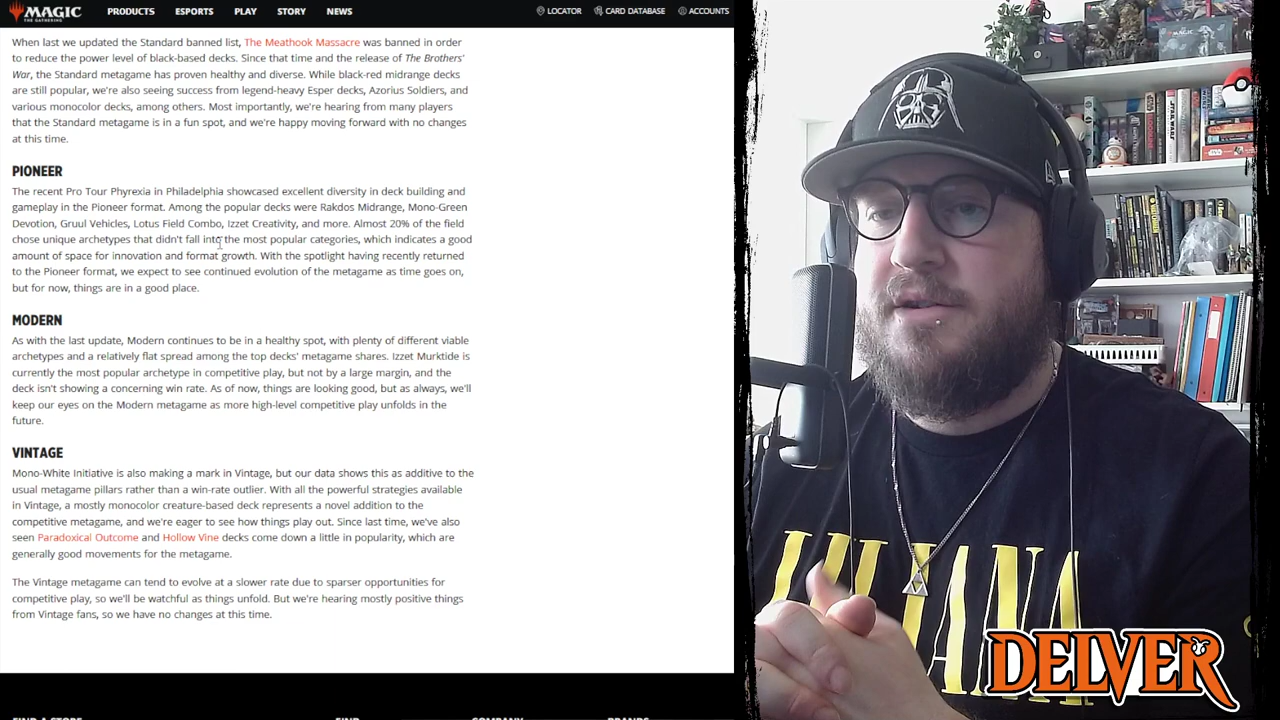 MAGIC
THE GATHERING
PRODUCTS ESPORTS PLAY STORY NEWS LOCATOR CARD DATABASE ACCOUNTS
When last we updated the Standard banned list, The Meathook Massacre was banned in order
to reduce the power level of black-based decks. Since that time and the release of The Brothers'
War, the Standard metagame has proven healthy and diverse. While black-red midrange decks
are still popular, we're also seeing success from legend-heavy Esper decks, Azorius Soldiers, and
various monocolor decks, among others. Most importantly, we're hearing from many players
that the Standard metagame is in a fun spot, and we're happy moving forward with no changes
at this time.
PIONEER
The recent Pro Tour Phyrexia in Philadelphia showcased excellent diversity in deck building and
gameplay in the Pioneer format. Among the popular decks were Rakdos Midrange, Mono-Green
Devotion, Gruul Vehicles, Lotus Field Combo, Izzet Creativity, and more. Almost 20% of the field
chose unique archetypes that didn't fall into the most popular categories, which indicates a good
amount of space for innovation and format growth. With the spotlight having recently returned
to the Pioneer format, we expect to see continued evolution of the metagame as time goes on,
but for now, things are in a good place.
MODERN
As with the last update, Modern continues to be in a healthy spot, with plenty of different viable
archetypes and a relatively flat spread among the top decks' metagame shares. Izzet Murktide is
currently the most popular archetype in competitive play, but not by a large margin, and the
deck isn't showing a concerning win rate. As of now, things are looking good, but as always, we'll
keep our eyes on the Modern metagame as more high-level competitive play unfolds in the
future.
VINTAGE
Mono-White Initiative is also making a mark in Vintage, but our data shows this as additive to the
usual metagame pillars rather than a win-rate outlier. With all the powerful strategies available
in Vintage, a mostly monocolor creature-based deck represents a novel addition to the
competitive metagame, and we're eager to see how things play out. Since last time, we've also
seen Paradoxical Outcome and Hollow Vine decks come down a little in popularity, which are
generally good movements for the metagame.
The Vintage metagame can tend to evolve at a slower rate due to sparser opportunities for
competitive play, so we'll be watchful as things unfold. But we're hearing mostly positive things
from Vintage fans, so we have no changes at this time.
FIND A STORE FIND COMPANY BRANDS
STAR WARS
LILIANA
DELVER